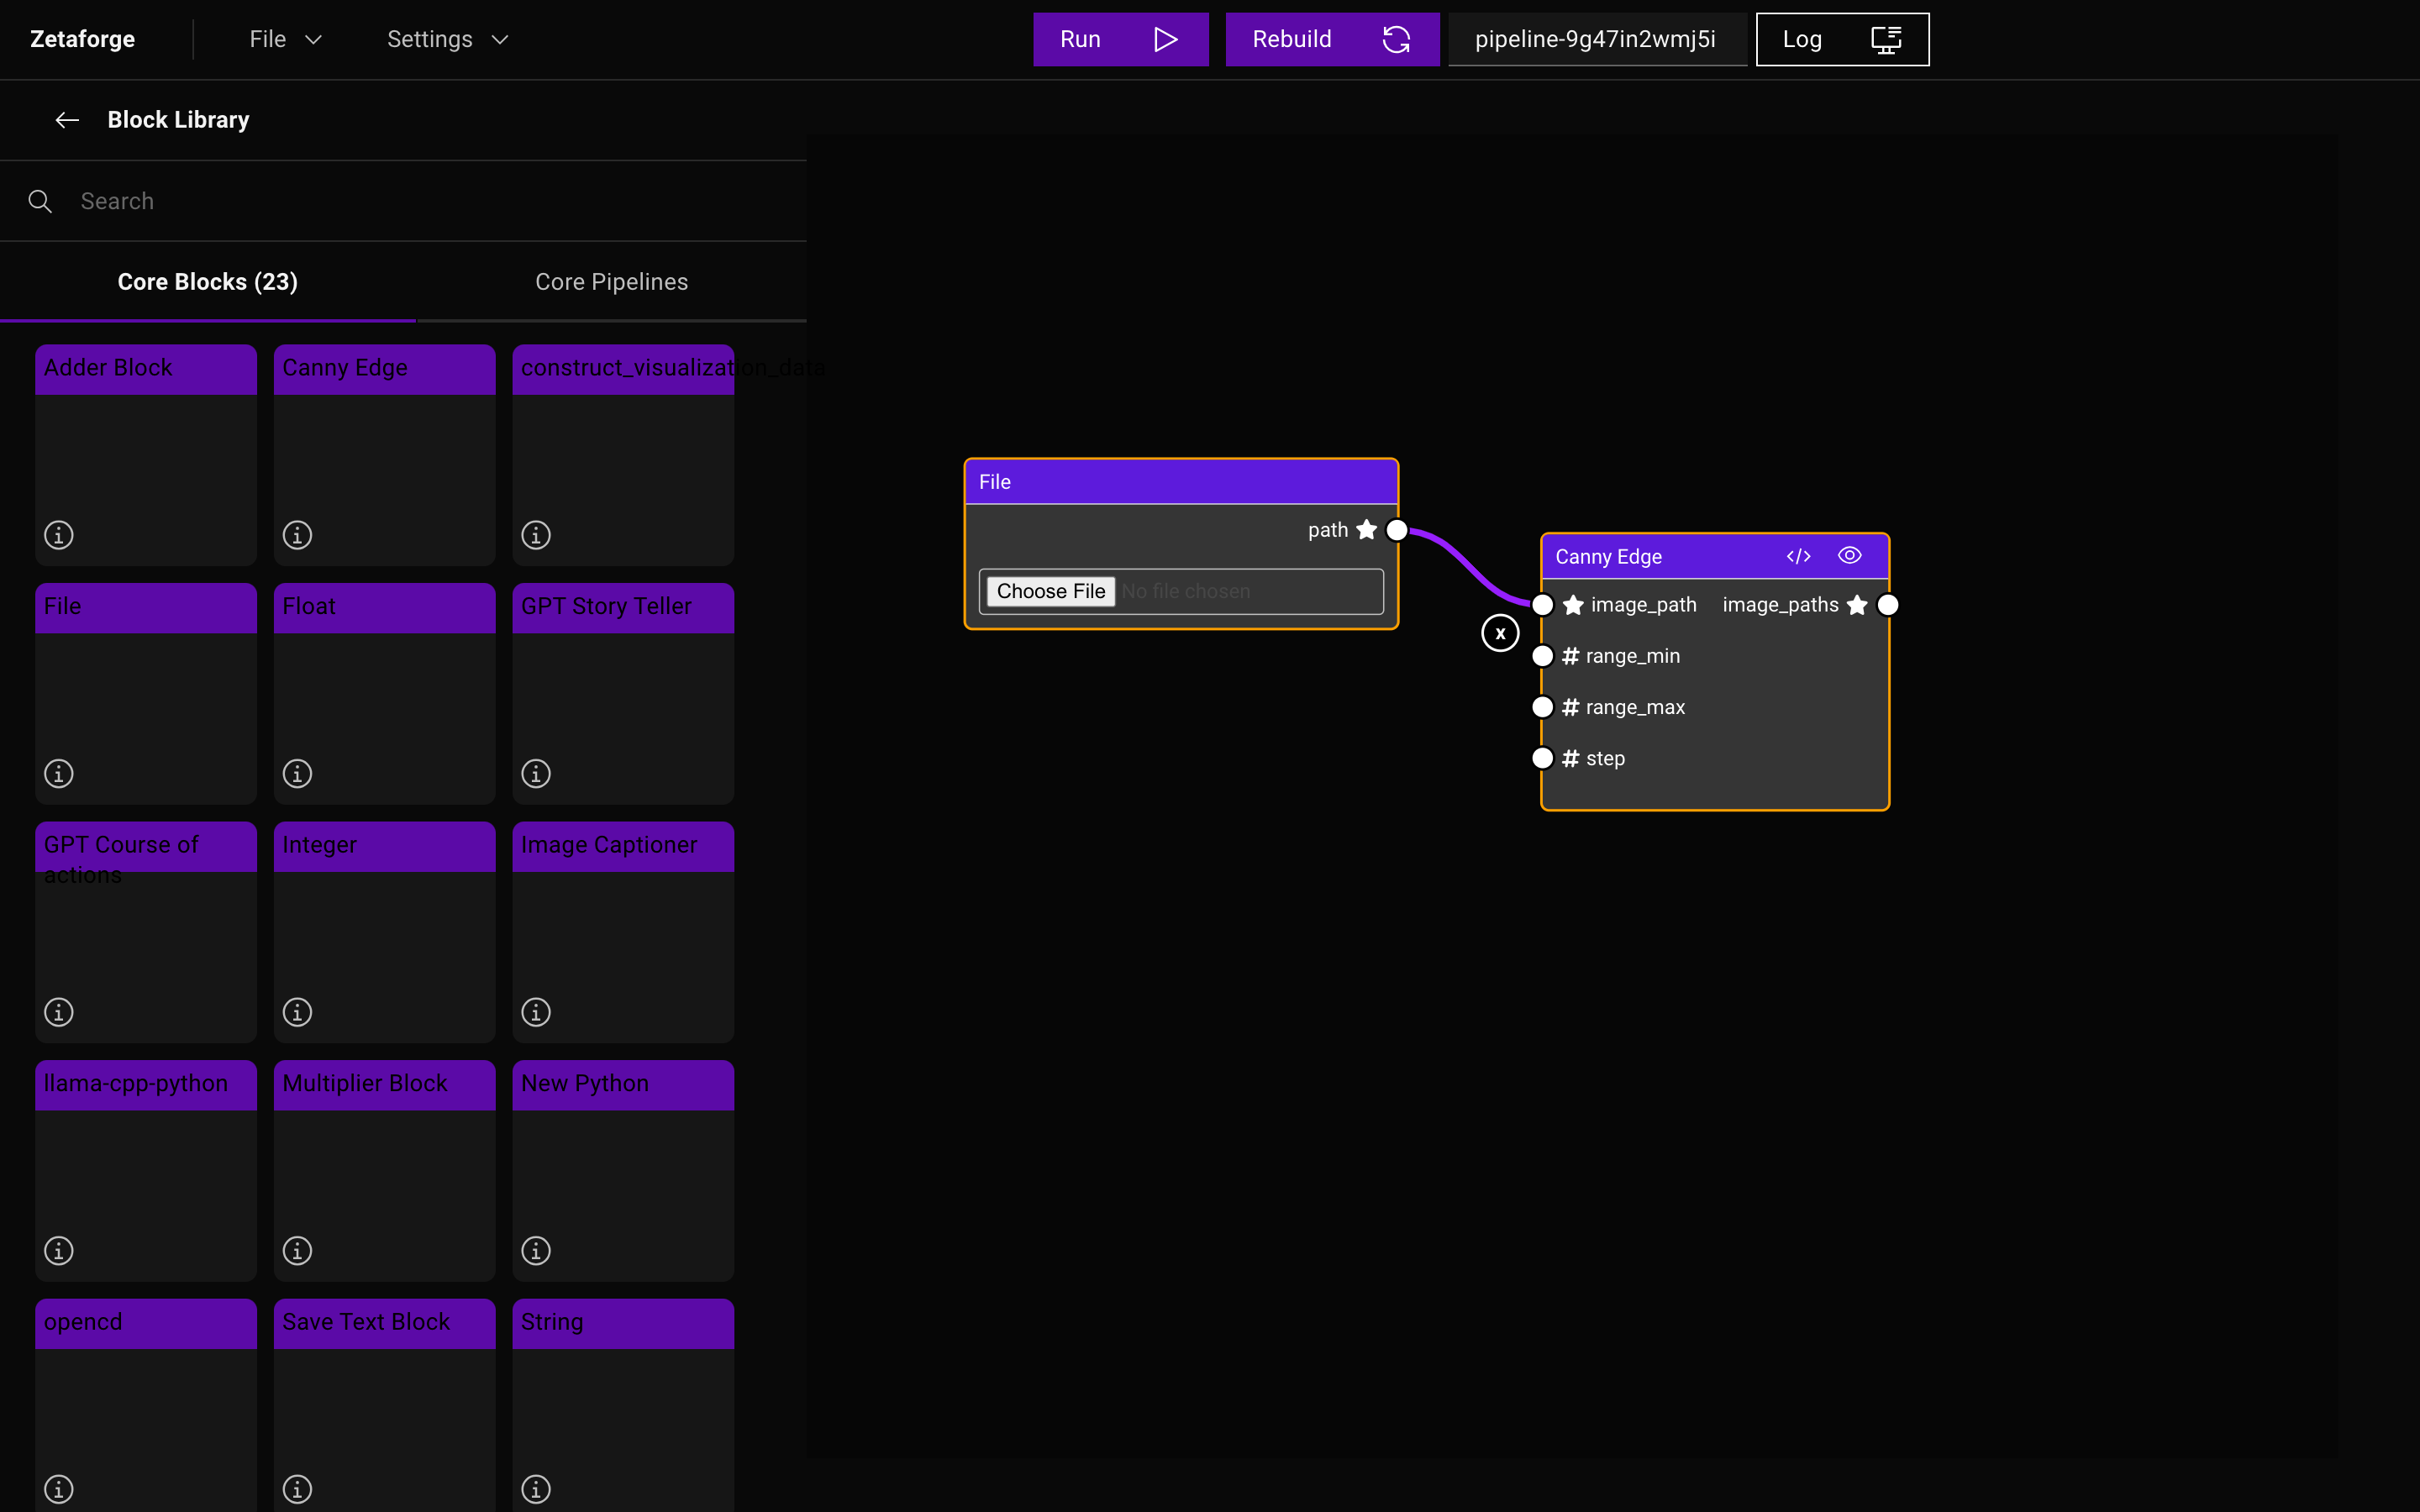 Zetaforge
File
Settings
Run
Rebuild
pipeline-9g47in2wmj5i
Log
Block Library
Search
Core Blocks (23)
Core Pipelines
Adder Block
Canny Edge
construct_visualization_data
File
Float
GPT Story Teller
GPT Course of
actions
Integer
Image Captioner
llama-cpp-python
Multiplier Block
New Python
opencd
Save Text Block
String
File
path
Choose File No file chosen
x
Canny Edge
</>
image_path image_paths
# range_min
# range_max
# step